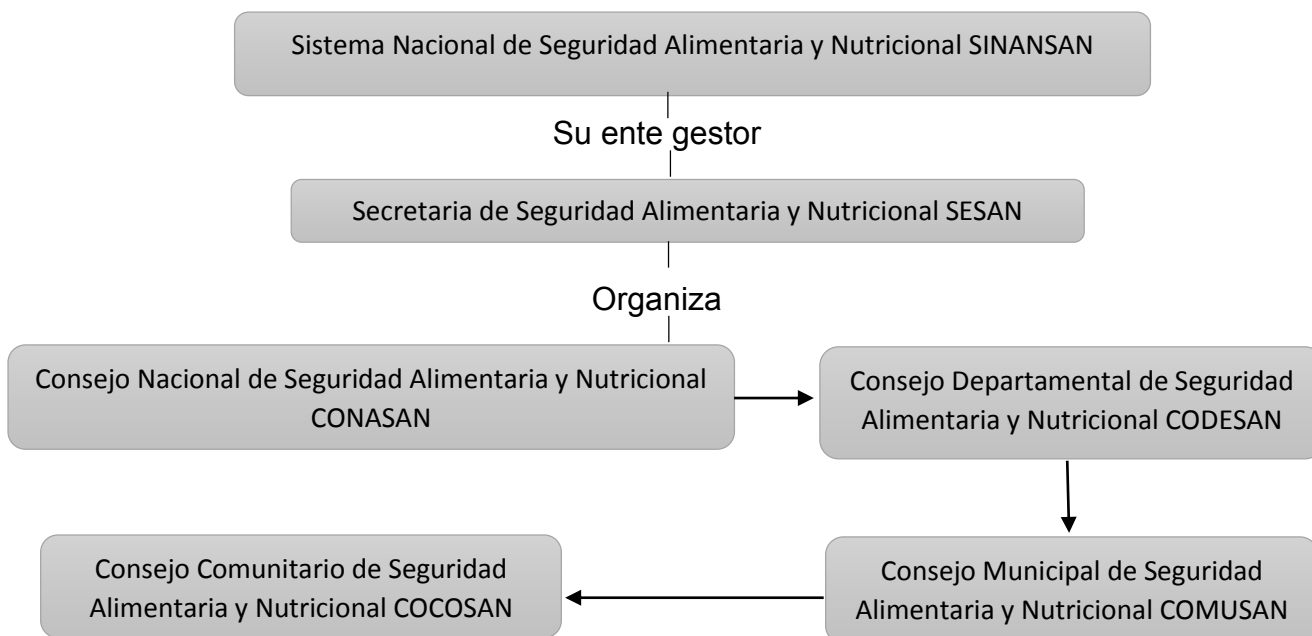 Sistema Nacional de Seguridad Alimentaria y Nutricional SINANSAN
Su ente gestor
Secretaria de Seguridad Alimentaria y Nutricional SESAN
Organiza
Consejo Nacional de Seguridad Alimentaria y Nutricional
CONASAN
Consejo Departamental de Seguridad
Alimentaria y Nutricional CODESAN
Consejo Municipal de Seguridad
Alimentaria y Nutricional COMUSAN
Consejo Comunitario de Seguridad
Alimentaria y Nutricional COCOSAN